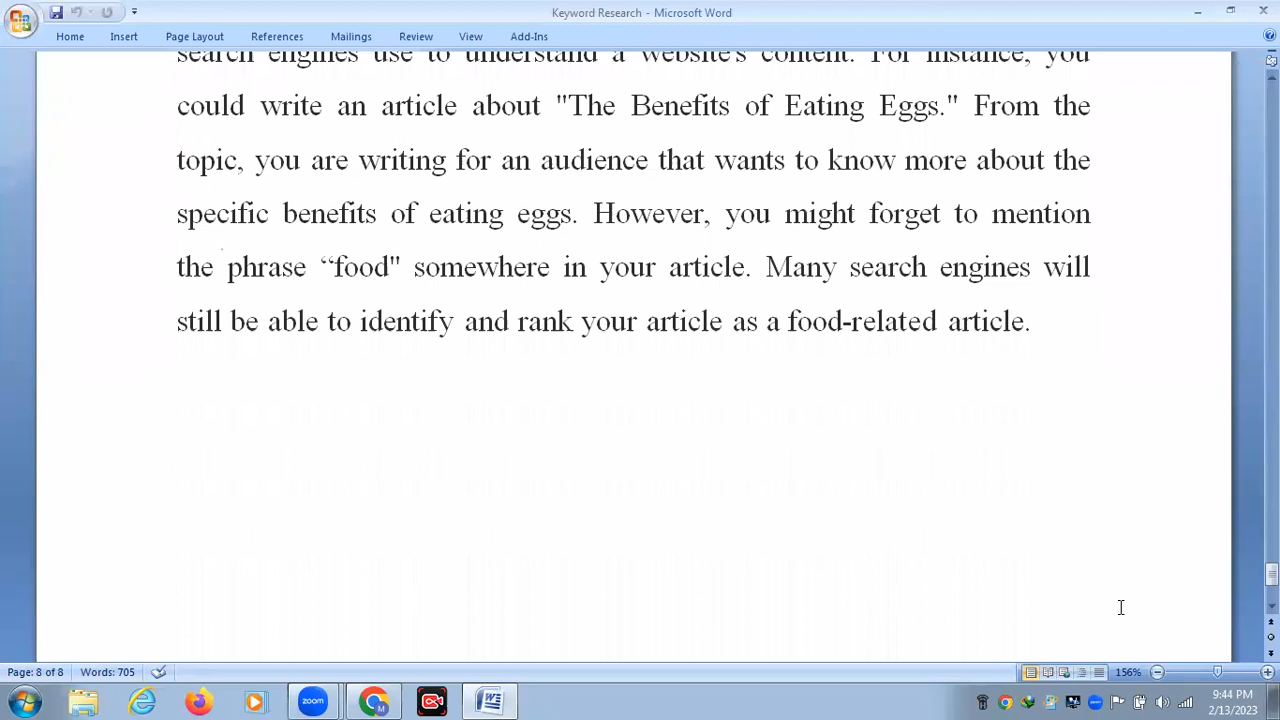 Keyword Research - Microsoft Word
Home Insert Page Layout References Mailings Review View Add-Ins
search engines use to understand a website's content. For instance, you
could write an article about "The Benefits of Eating Eggs." From the
topic, you are writing for an audience that wants to know more about the
specific benefits of eating eggs. However, you might forget to mention
the phrase “food" somewhere in your article. Many search engines will
still be able to identify and rank your article as a food-related article.
Page: 8 of 8 Words: 705 156%
zoom M W 9:44 PM
2/13/2023